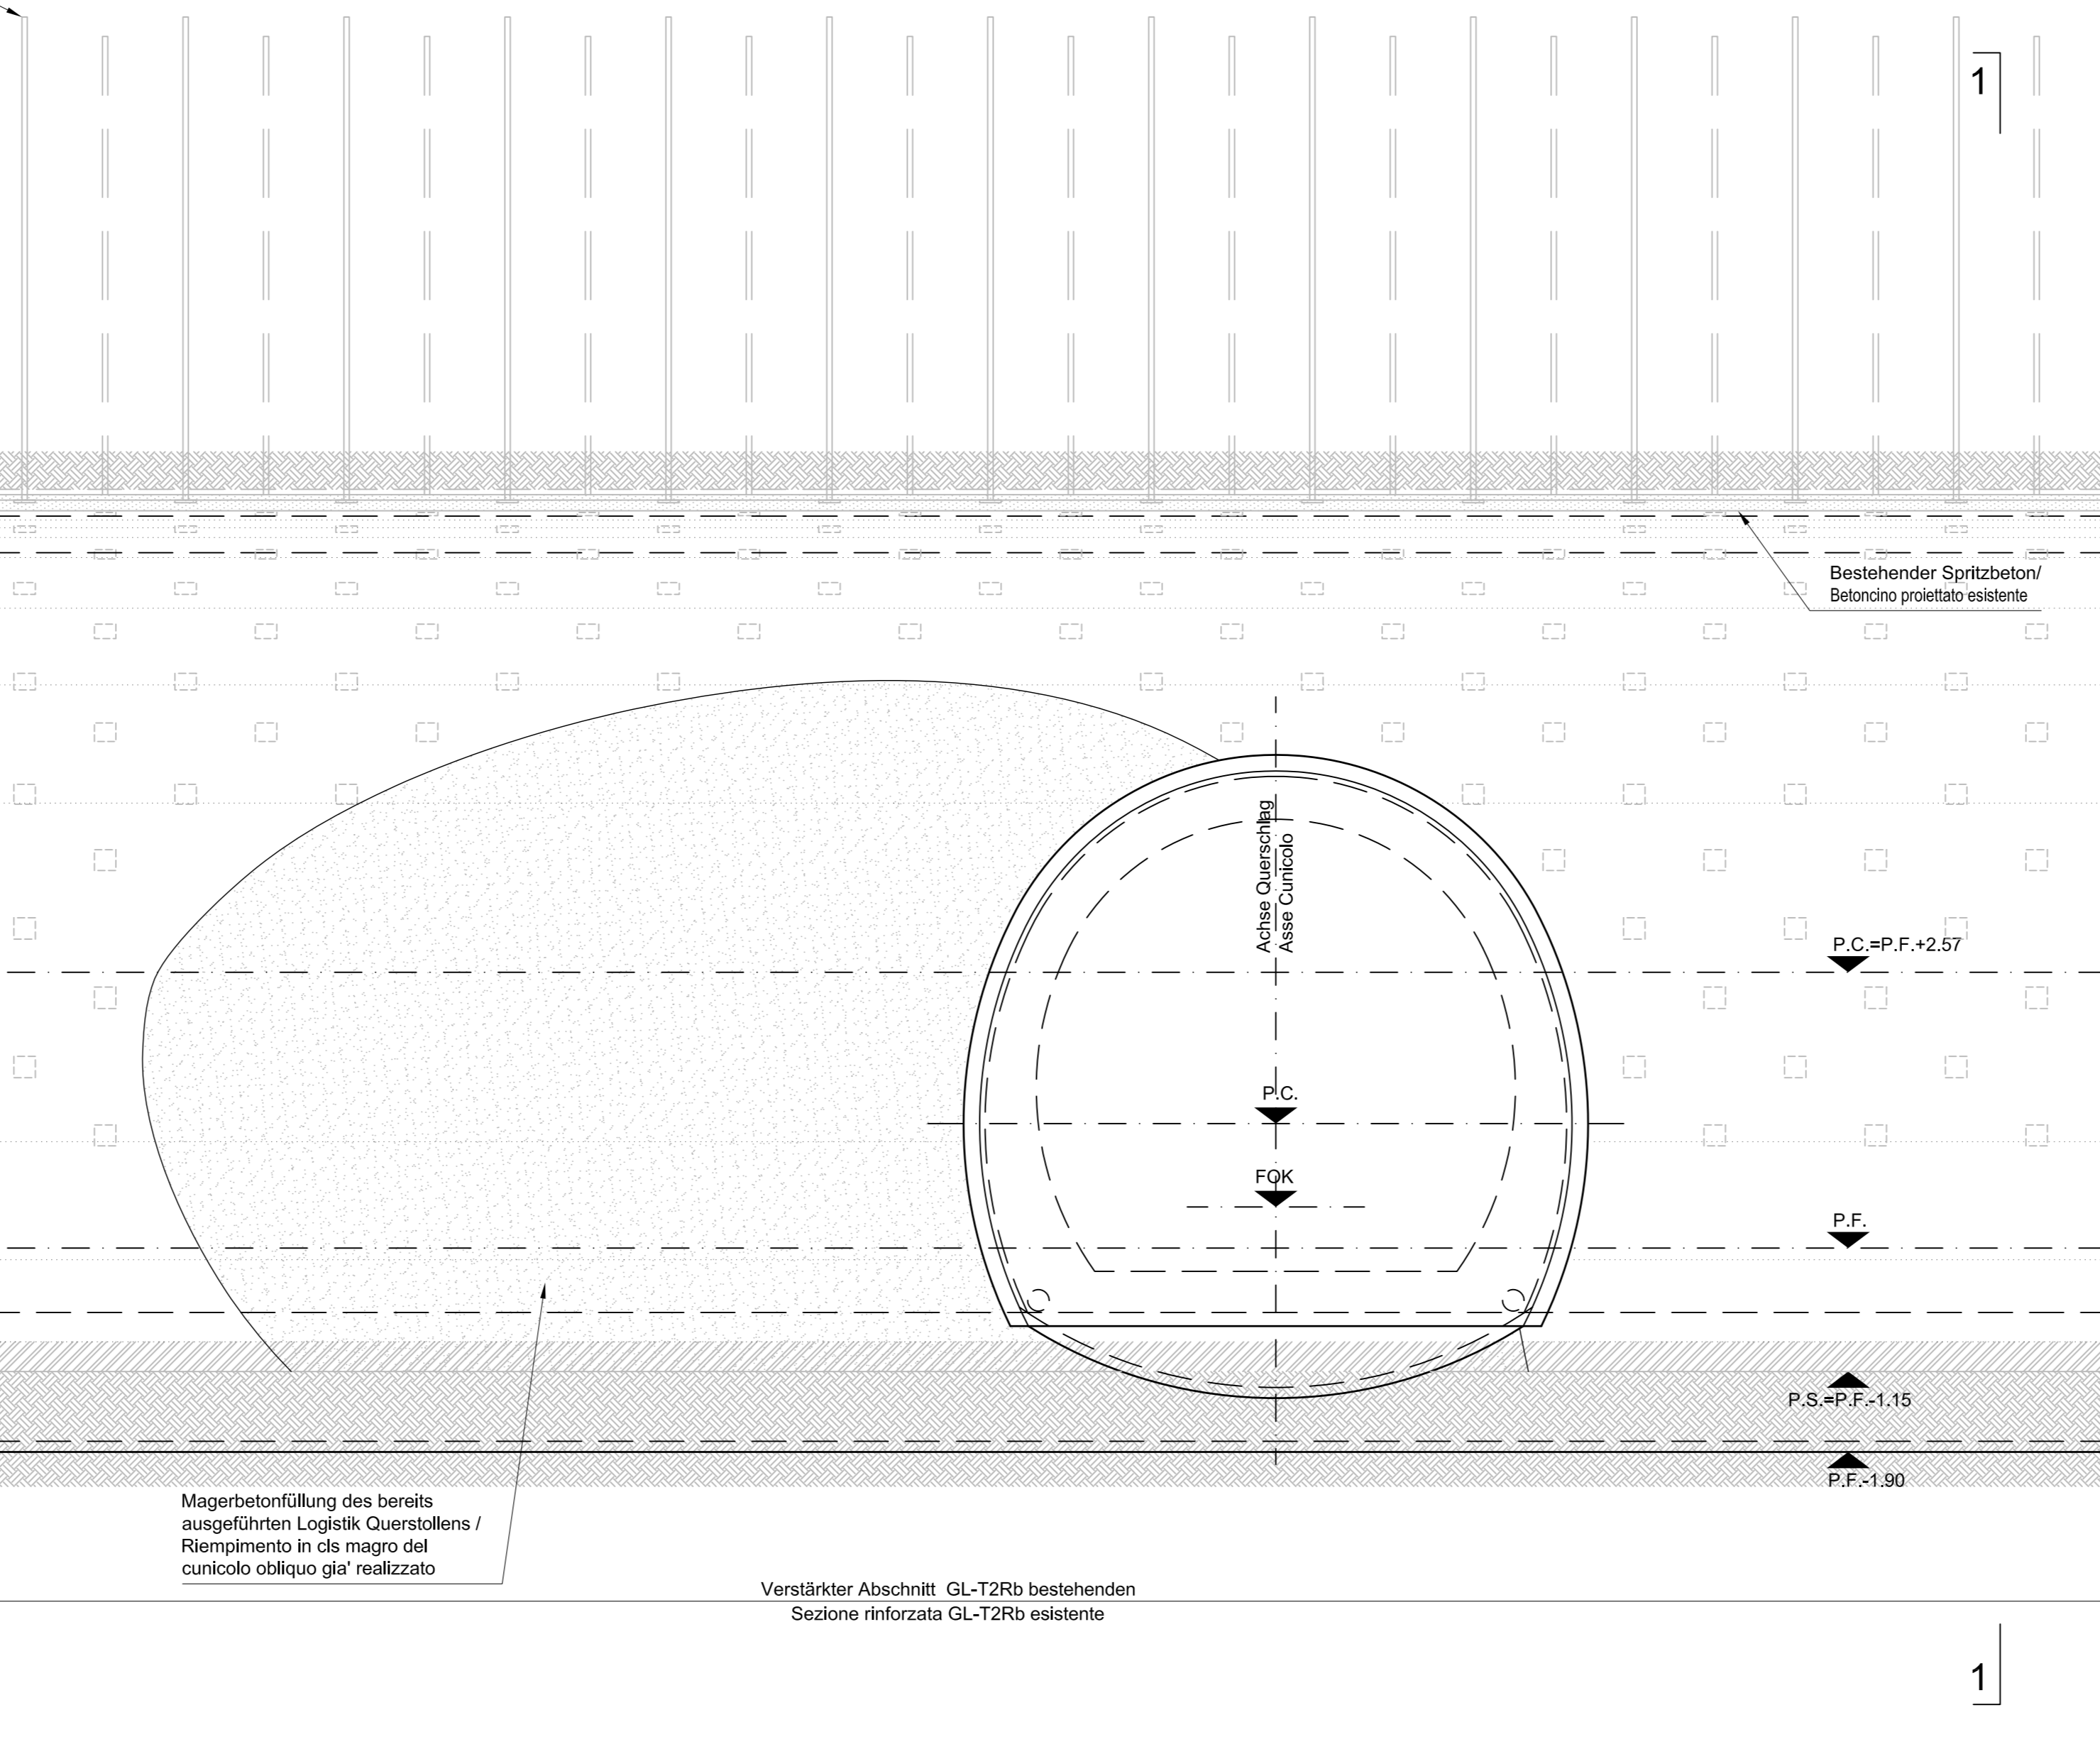 1
Bestehender Spritzbeton/
Betoncino proiettato esistente
Achse Querschlag
Asse Cunicolo
P.C.=P.F.+2.57
P.C.
FOK
P.F.
P.S.=P.F.-1.15
P.F.-1.90
Magerbetonfüllung des bereits
ausgeführten Logistik Querstollens /
Riempimento in cls magro del
cunicolo obliquo gia' realizzato
Verstärkter Abschnitt GL-T2Rb bestehenden
Sezione rinforzata GL-T2Rb esistente
1